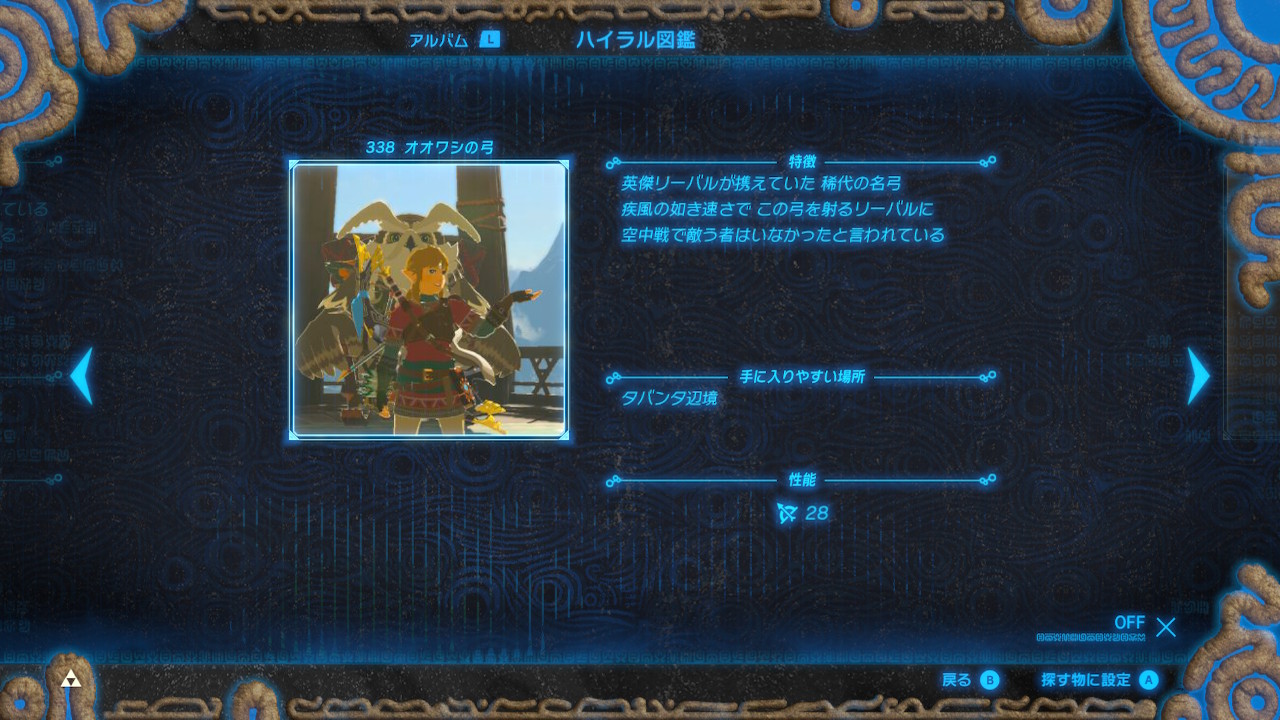 アルバム L
ハイラル図鑑
338 オオワシの弓
特徴
英傑リーバルが携えていた 稀代の名弓
疾風の如き速さで この弓を射るリーバルに
空中戦で敵う者はいなかったと言われている
手に入りやすい場所
タバンタ辺境
性能
28
OFF
戻る B
探す物に設定 A
ている